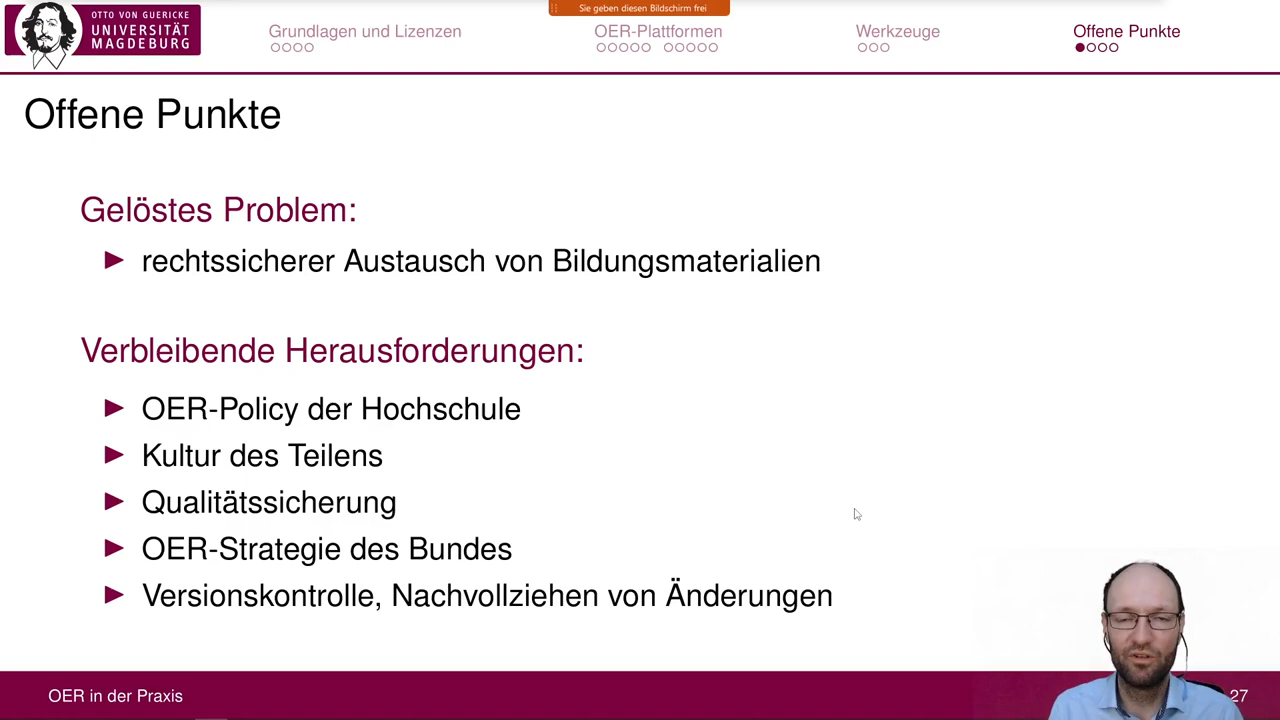 Sie geben diesen Bildschirm frei
OTTO VON GUERICKE
UNIVERSITÄT
MAGDEBURG
Grundlagen und Lizenzen
OER-Plattformen
Werkzeuge
Offene Punkte
Offene Punkte
Gelöstes Problem:
rechtssicherer Austausch von Bildungsmaterialien
Verbleibende Herausforderungen:
OER-Policy der Hochschule
Kultur des Teilens
Qualitätssicherung
OER-Strategie des Bundes
Versionskontrolle, Nachvollziehen von Änderungen
OER in der Praxis
27